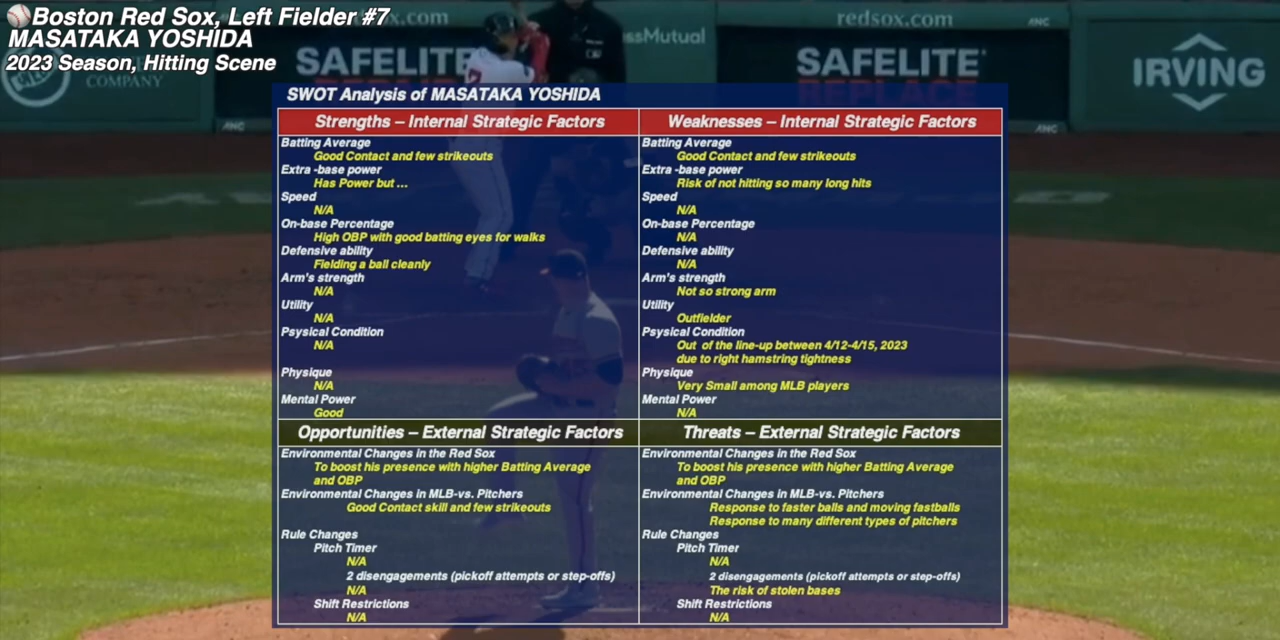 ⚾Boston Red Sox, Left Fielder #7
MASATAKA YOSHIDA
2023 Season, Hitting Scene
COMPANY
x.com
redsox.com
ANC
ssMutual
SAFELITE
SAFELITE
REPLACE
IRVING
ANC
ANC
7
SWOT Analysis of MASATAKA YOSHIDA
Strengths – Internal Strategic Factors
Batting Average
Good Contact and few strikeouts
Extra -base power
Has Power but ...
Speed
N/A
On-base Percentage
High OBP with good batting eyes for walks
Defensive ability
Fielding a ball cleanly
Arm's strength
N/A
Utility
N/A
Psysical Condition
N/A
Physique
N/A
Mental Power
Good
Weaknesses – Internal Strategic Factors
Batting Average
Good Contact and few strikeouts
Extra -base power
Risk of not hitting so many long hits
Speed
N/A
On-base Percentage
N/A
Defensive ability
N/A
Arm's strength
Not so strong arm
Utility
Outfielder
Psysical Condition
Out of the line-up between 4/12-4/15, 2023
due to right hamstring tightness
Physique
Very Small among MLB players
Mental Power
N/A
Opportunities – External Strategic Factors
Environmental Changes in the Red Sox
To boost his presence with higher Batting Average
and OBP
Environmental Changes in MLB-vs. Pitchers
Good Contact skill and few strikeouts
Rule Changes
Pitch Timer
N/A
2 disengagements (pickoff attempts or step-offs)
N/A
Shift Restrictions
N/A
Threats – External Strategic Factors
Environmental Changes in the Red Sox
To boost his presence with higher Batting Average
and OBP
Environmental Changes in MLB-vs. Pitchers
Response to faster balls and moving fastballs
Response to many different types of pitchers
Rule Changes
Pitch Timer
N/A
2 disengagements (pickoff attempts or step-offs)
The risk of stolen bases
Shift Restrictions
N/A